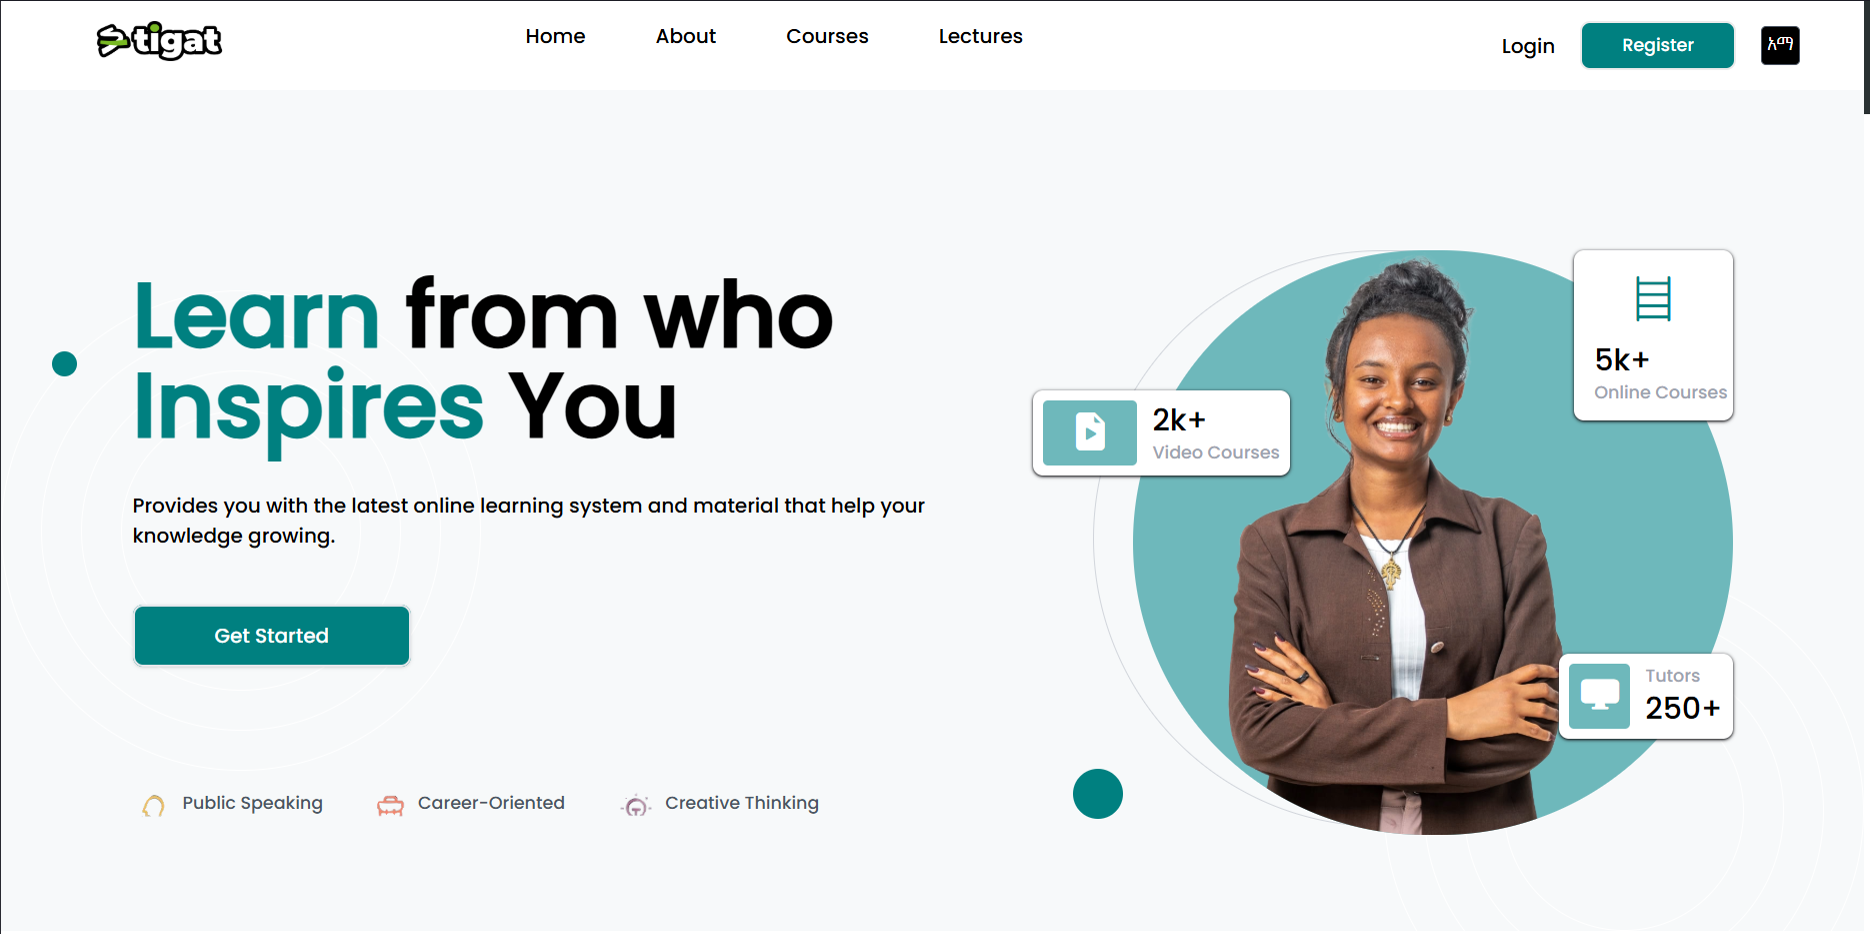 tigat
Home
About
Courses
Lectures
Login
Register
አማ
Learn from who
Inspires You
Provides you with the latest online learning system and material that help your
knowledge growing.
Get Started
Public Speaking
Career-Oriented
Creative Thinking
2k+
Video Courses
5k+
Online Courses
Tutors
250+